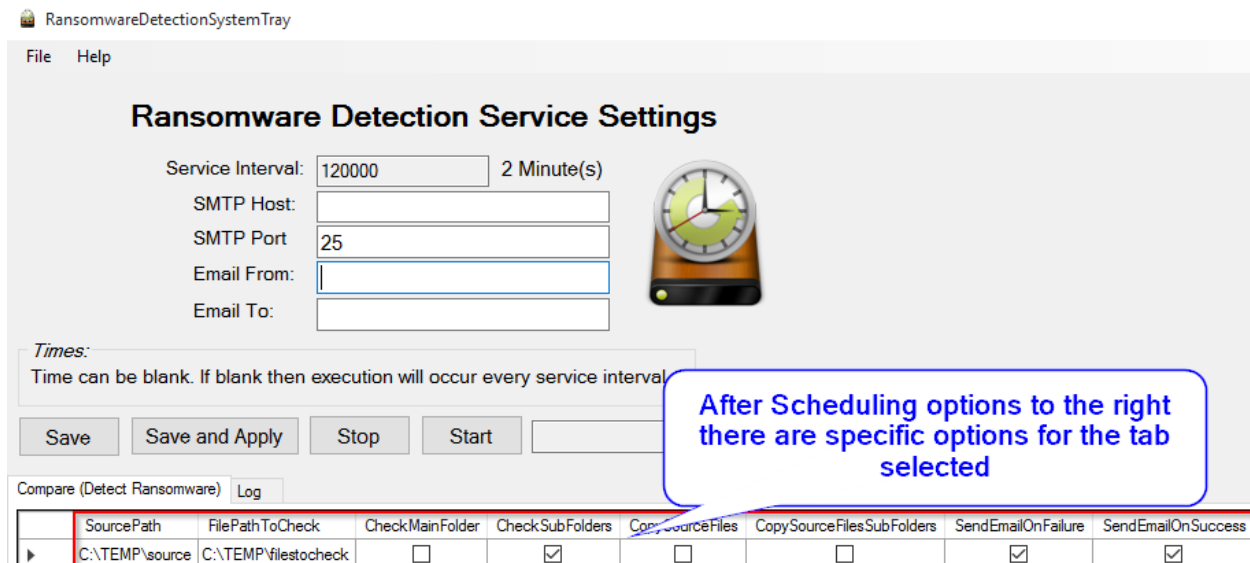 RansomwareDetectionSystemTray
File Help
Ransomware Detection Service Settings
Service Interval: 120000 2 Minute(s)
SMTP Host:
SMTP Port 25
Email From:
Email To:
Times:
Time can be blank. If blank then execution will occur every service interval
After Scheduling options to the right
there are specific options for the tab
selected
Save Save and Apply Stop Start
Compare (Detect Ransomware) Log
SourcePath FilePathToCheck CheckMainFolder CheckSubFolders CopySourceFiles CopySourceFilesSubFolders SendEmailOnFailure SendEmailOnSuccess
C:\TEMP\source C:\TEMP\filestocheck